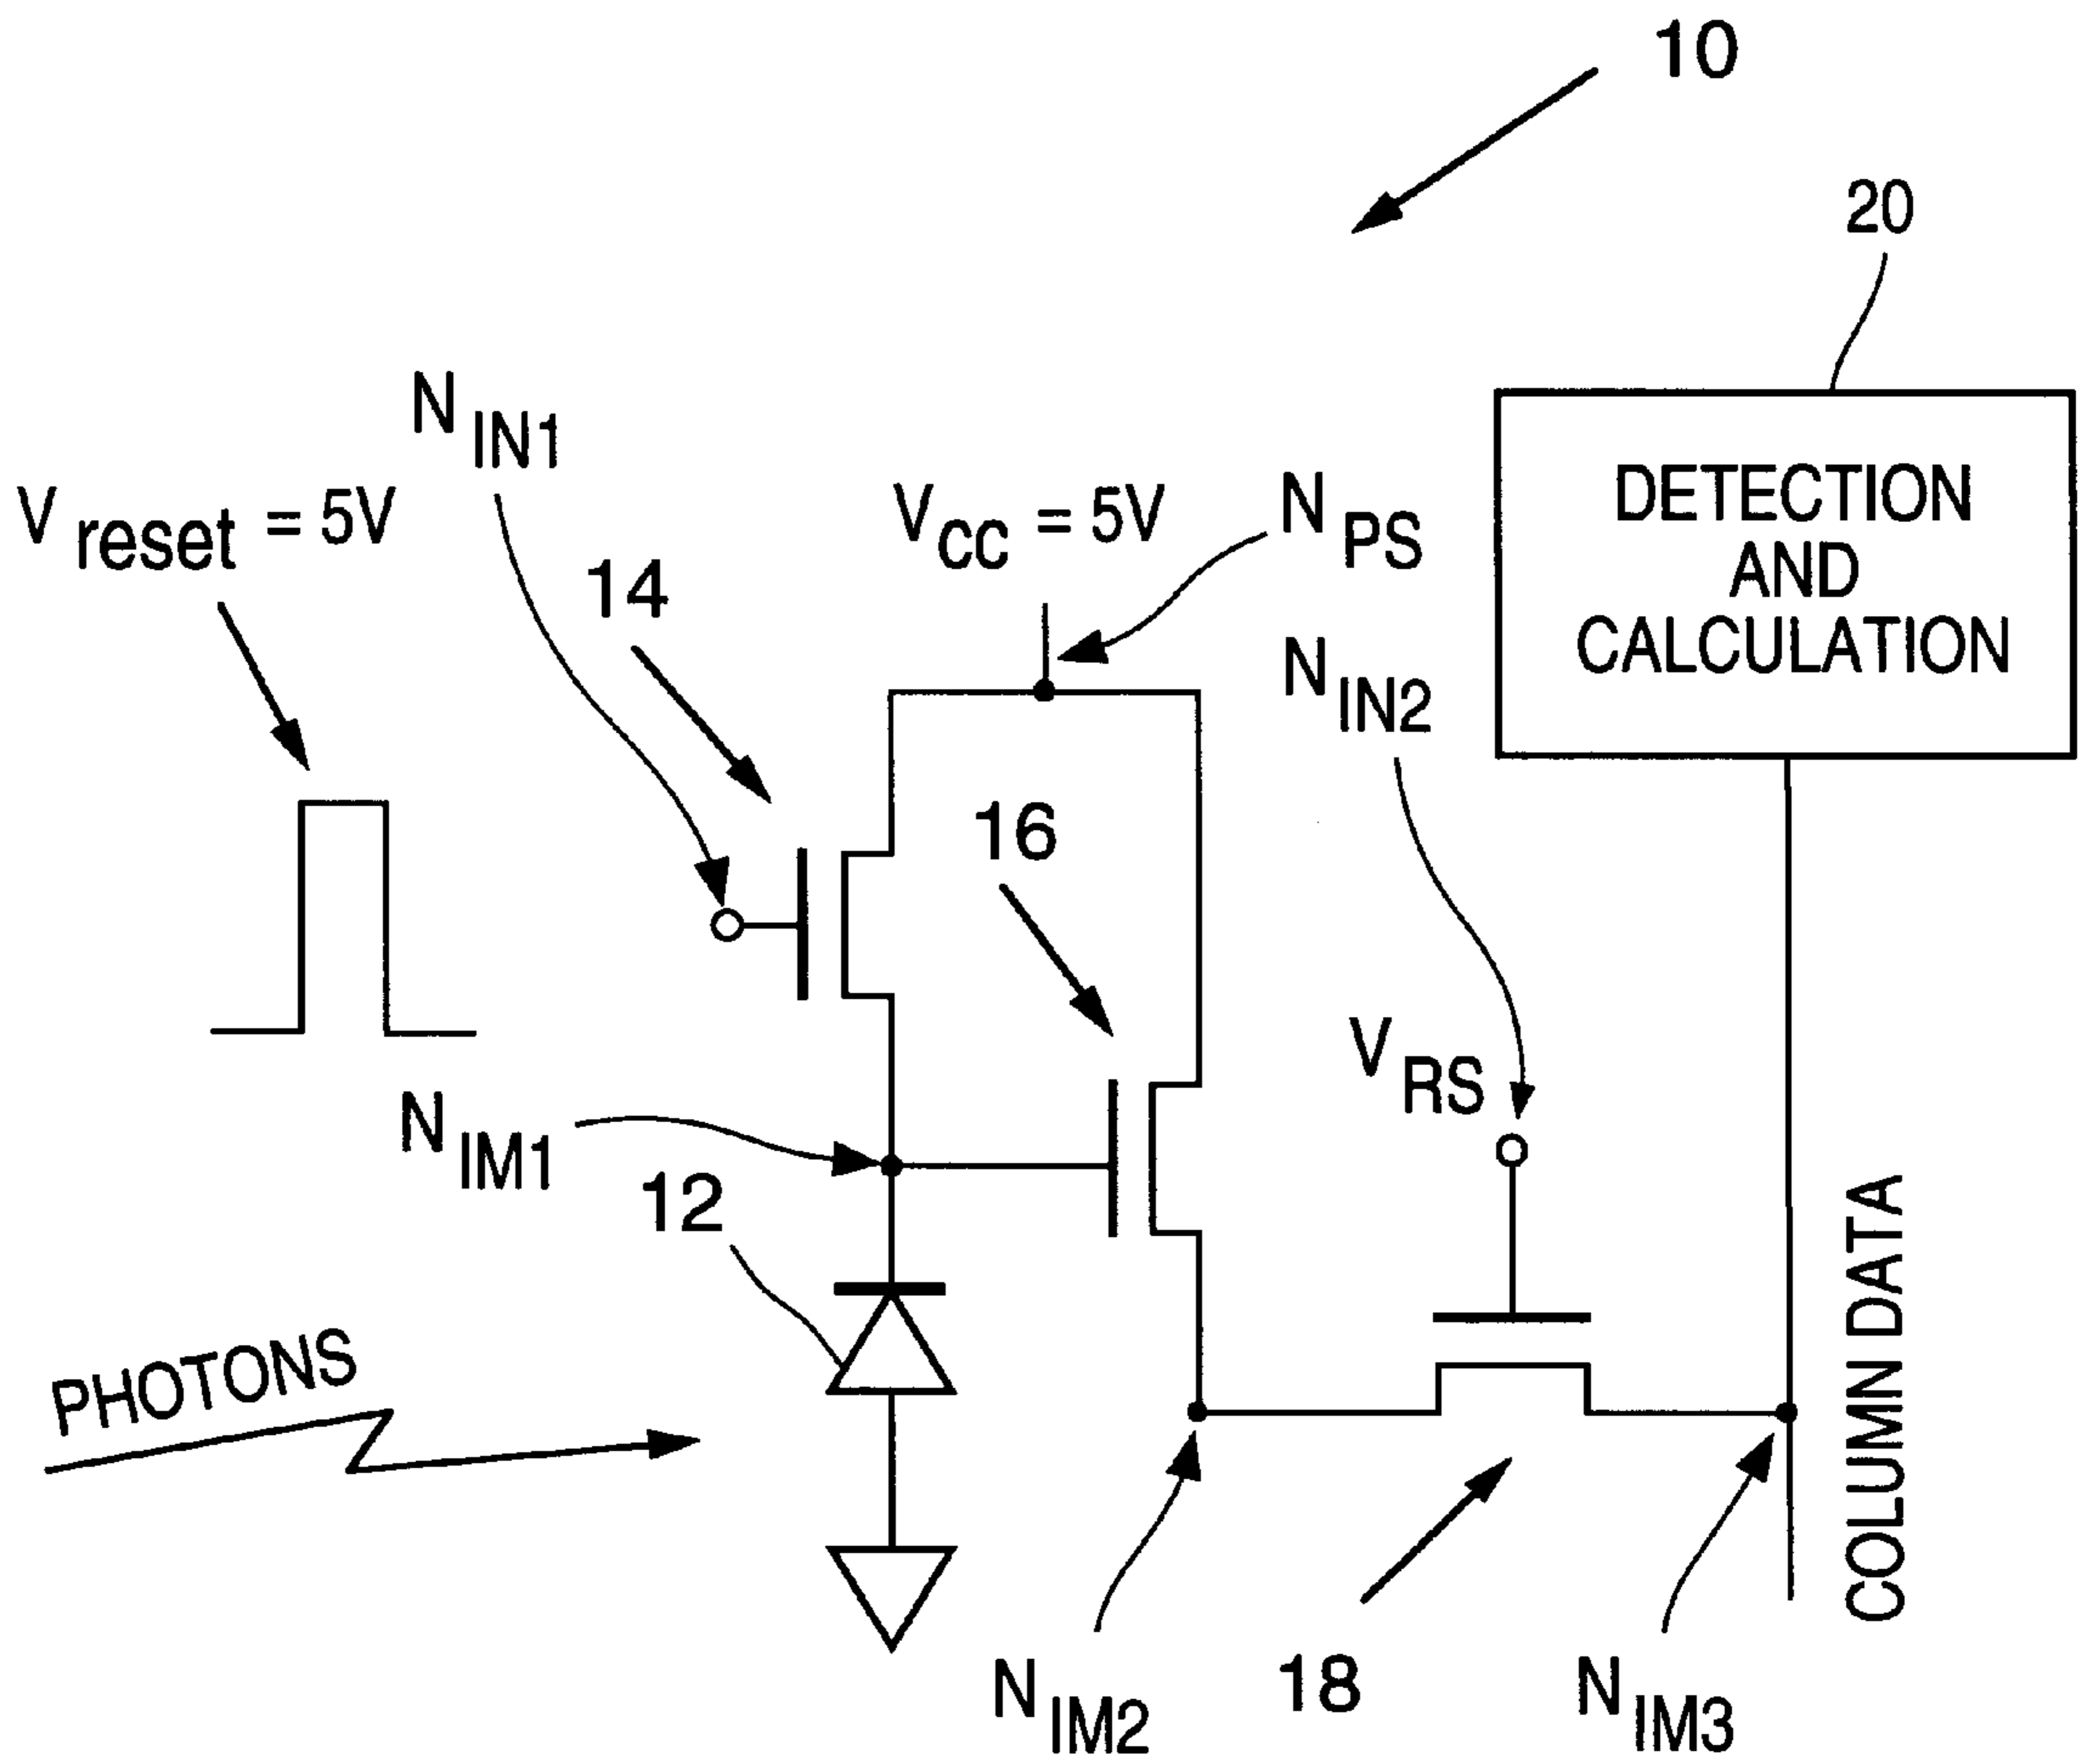 10
20
N IN1
V reset = 5V
V CC = 5V
N PS
DETECTION
AND
CALCULATION
14
N IN2
16
V RS
N IM1
12
PHOTONS
COLUMN DATA
N IM2
18
N IM3